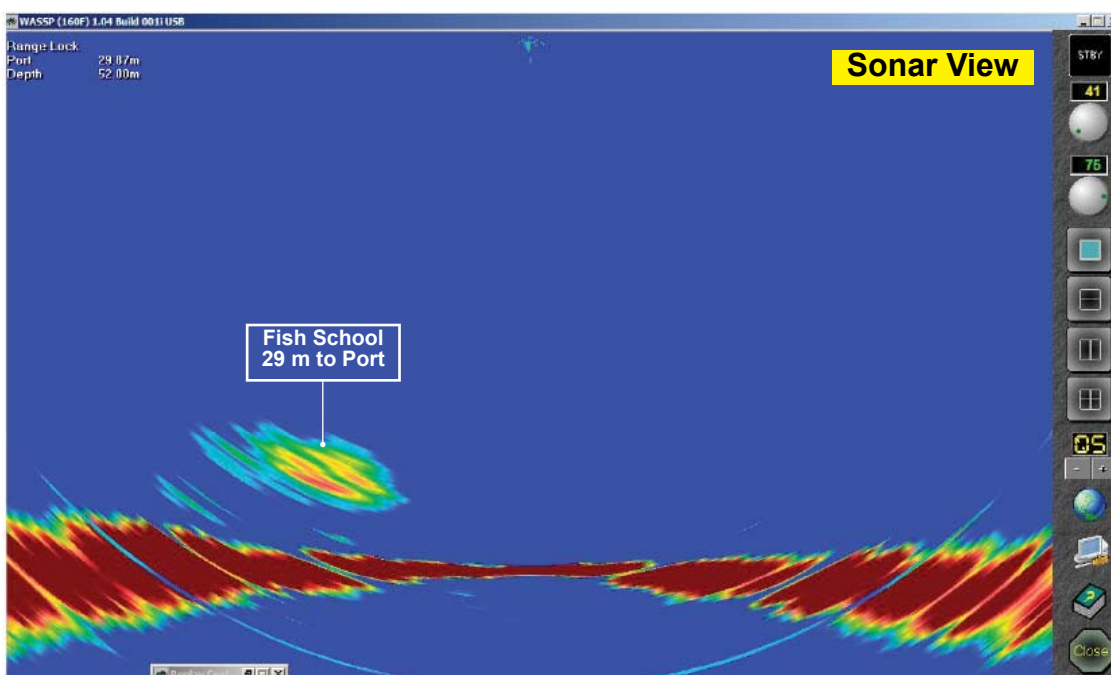 WASSP (160F) 1.04 Build 001i USB
Range Lock
Port 29.87m
Depth 52.00m
Sonar View
STBY
41
75
Fish School
29 m to Port
05
- +
Close